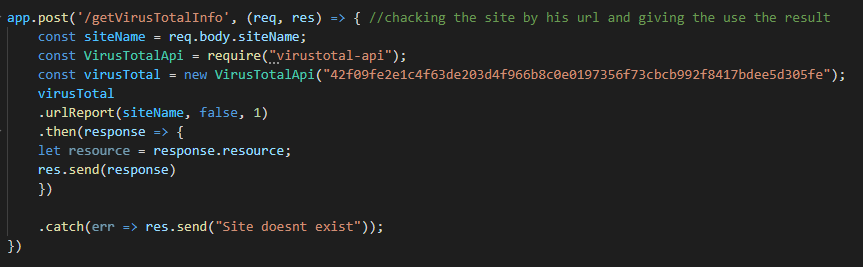 app.post('/getVirusTotalInfo', (req, res) => { //chacking the site by his url and giving the use the result
const siteName = req.body.siteName;
const VirusTotalApi = require("virustotal-api");
const virusTotal = new VirusTotalApi("42f09fe2e1c4f63de203d4f966b8c0e0197356f73cbcb992f8417bdee5d305fe");
virusTotal
.urlReport(siteName, false, 1)
.then(response => {
let resource = response.resource;
res.send(response)
})
.catch(err => res.send("Site doesnt exist"));
})